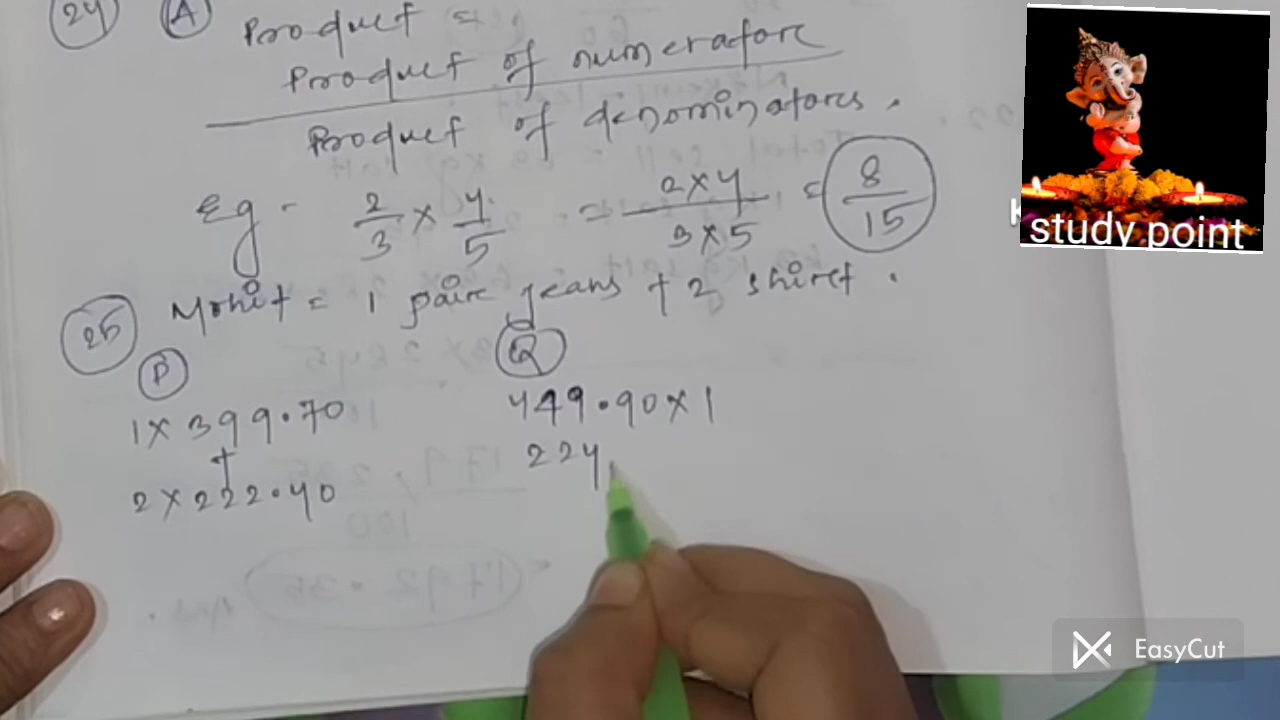 24 A Product =
Product of numerators
Product of denominators.
Eg - 2/3 × 4/5 = 2×4/3×5 = 8/15
25 Mohit = 1 pair jeans + 2 shirt.
P Q
1 × 399.70 449.90 × 1
+ 224
2 × 222.40
study point
EasyCut